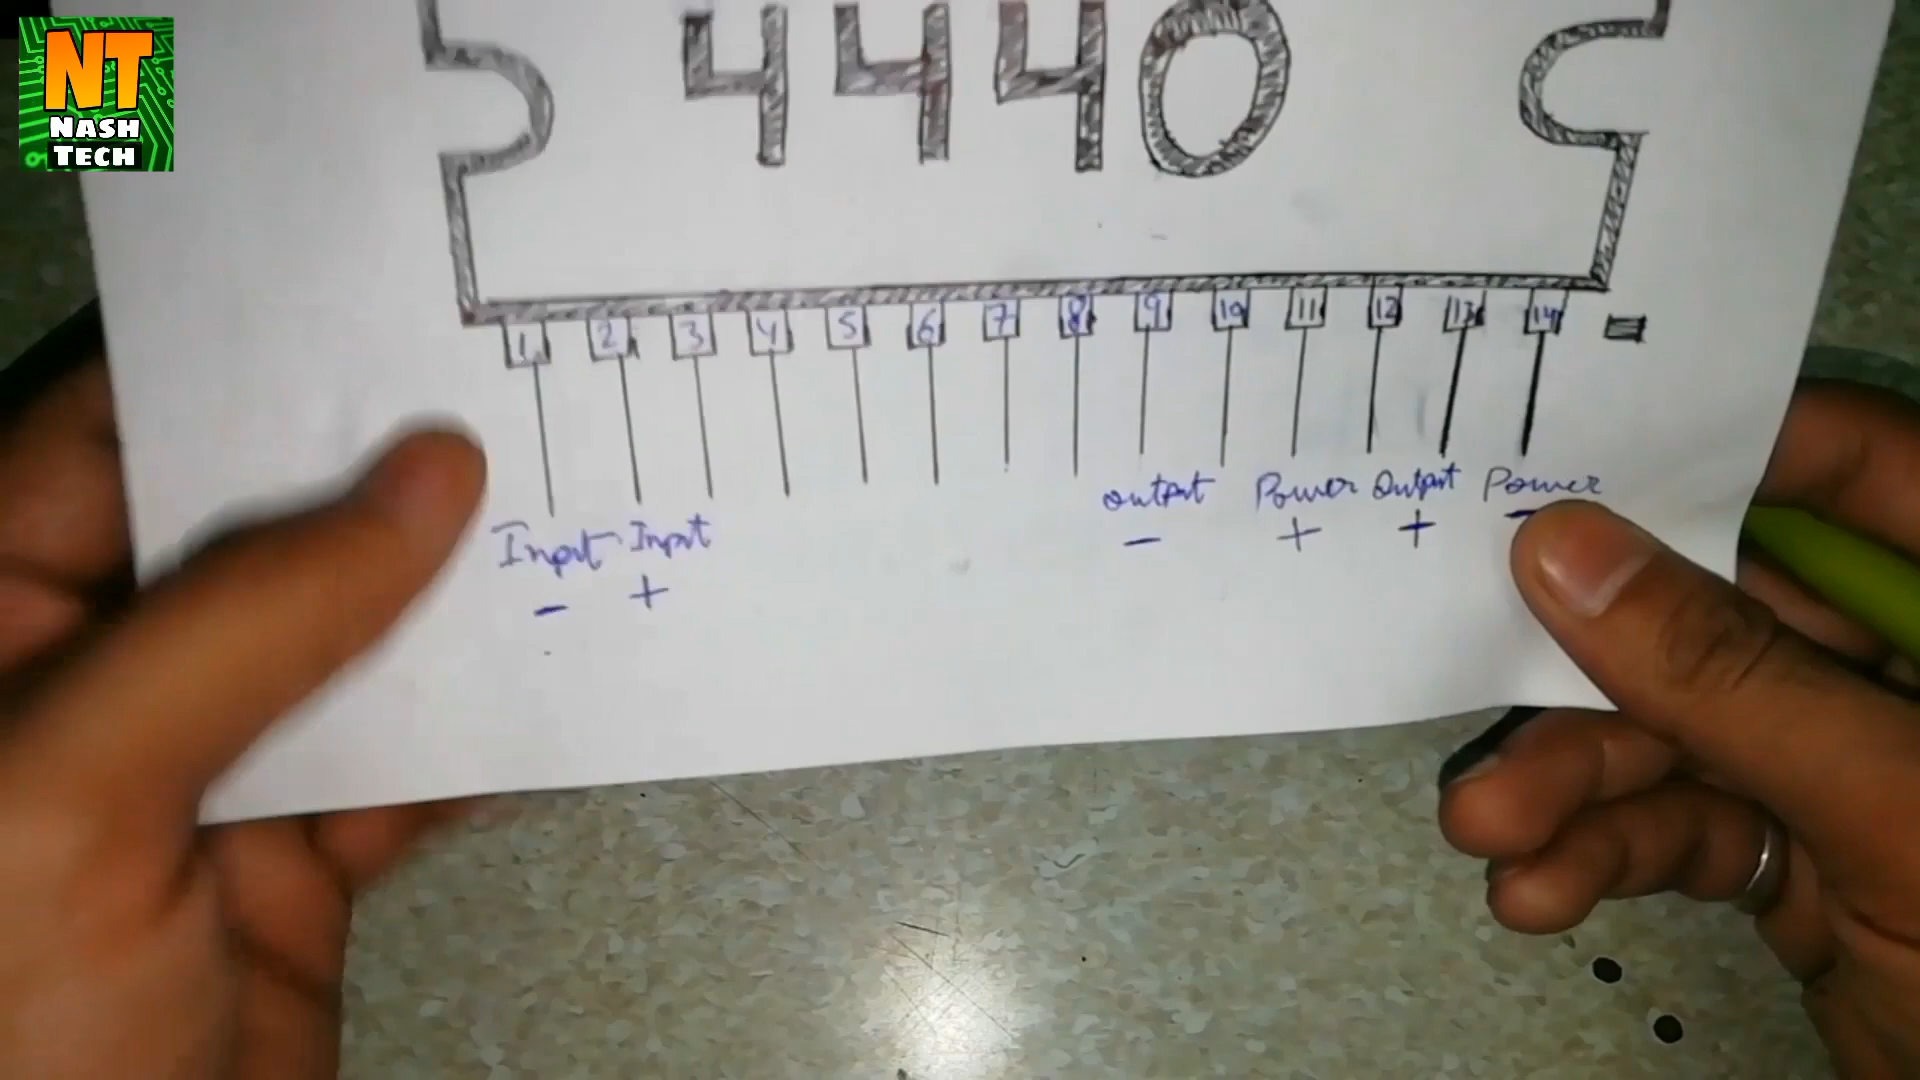 NT
NASH
TECH
4440
1 2 3 4 5 6 7 8 9 10 11 12 13 14
output Power Output Power
- + + -
Input Input
- +